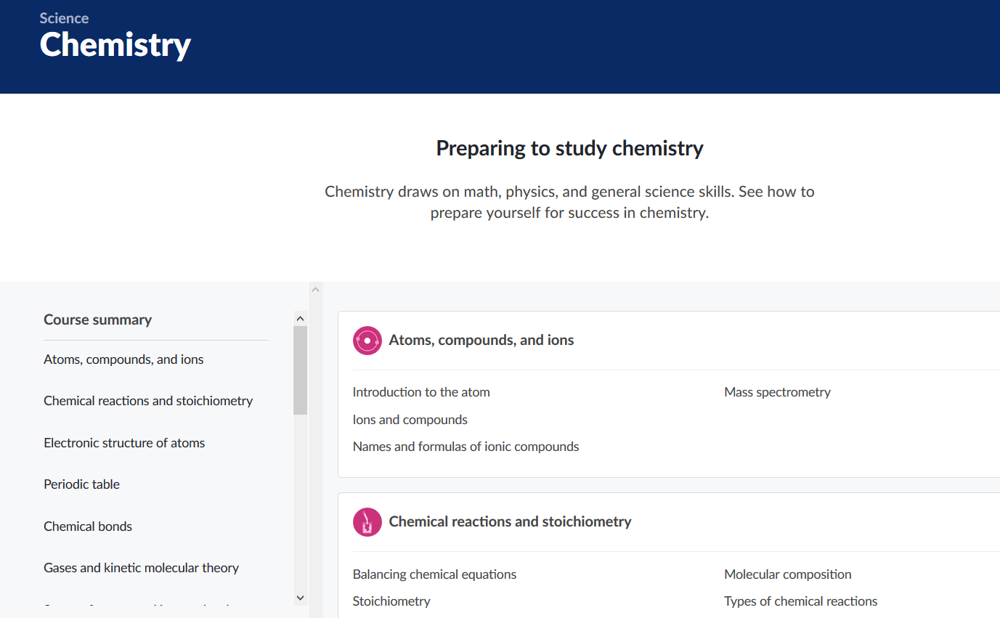 Science
Chemistry
Preparing to study chemistry
Chemistry draws on math, physics, and general science skills. See how to
prepare yourself for success in chemistry.
Course summary
Atoms, compounds, and ions
Chemical reactions and stoichiometry
Electronic structure of atoms
Periodic table
Chemical bonds
Gases and kinetic molecular theory
Atoms, compounds, and ions
Introduction to the atom
Mass spectrometry
Ions and compounds
Names and formulas of ionic compounds
Chemical reactions and stoichiometry
Balancing chemical equations
Molecular composition
Stoichiometry
Types of chemical reactions